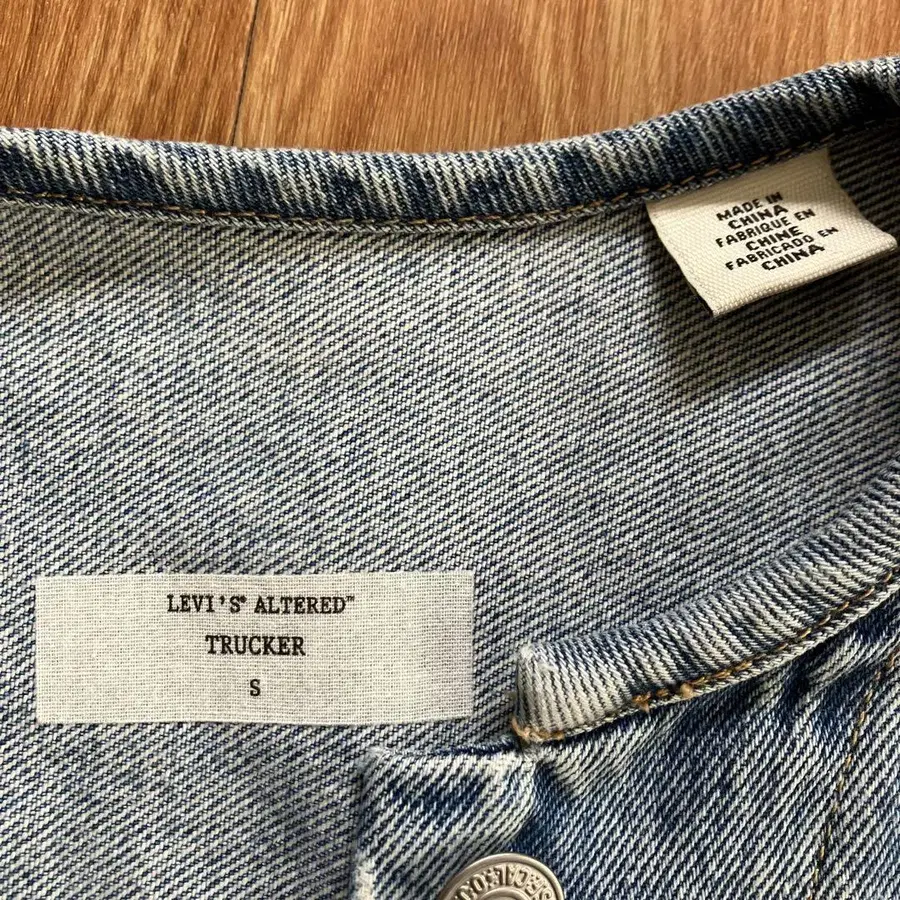 MADE IN
CHINA
FABRIQUE EN
CHINE
FABRICADO EN
CHINA
LEVI'S® ALTERED™
TRUCKER
S